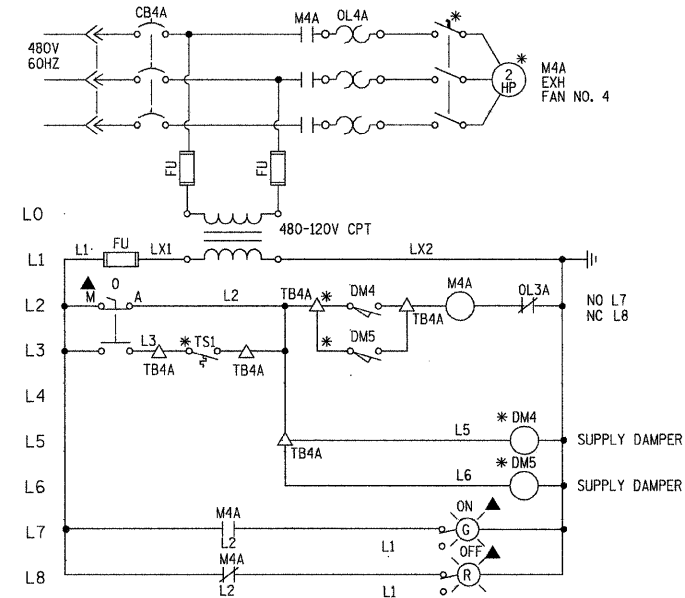 CB4A
M4A
OL4A
*
480V
60HZ
*
2
HP
M4A
EXH
FAN NO. 4
FU
FU
L0
480-120V CPT
L1
L1
FU
LX1
LX2
L2
M
O
A
L2
TB4A
*
DM4
TB4A
M4A
OL3A
NO L7
NC L8
L3
L3
TB4A
*
TS1
TB4A
*
DM5
L4
L5
TB4A
L5
* DM4
SUPPLY DAMPER
L6
L6
* DM5
SUPPLY DAMPER
L7
M4A
L2
L1
ON
G
L8
M4A
L2
L1
OFF
R